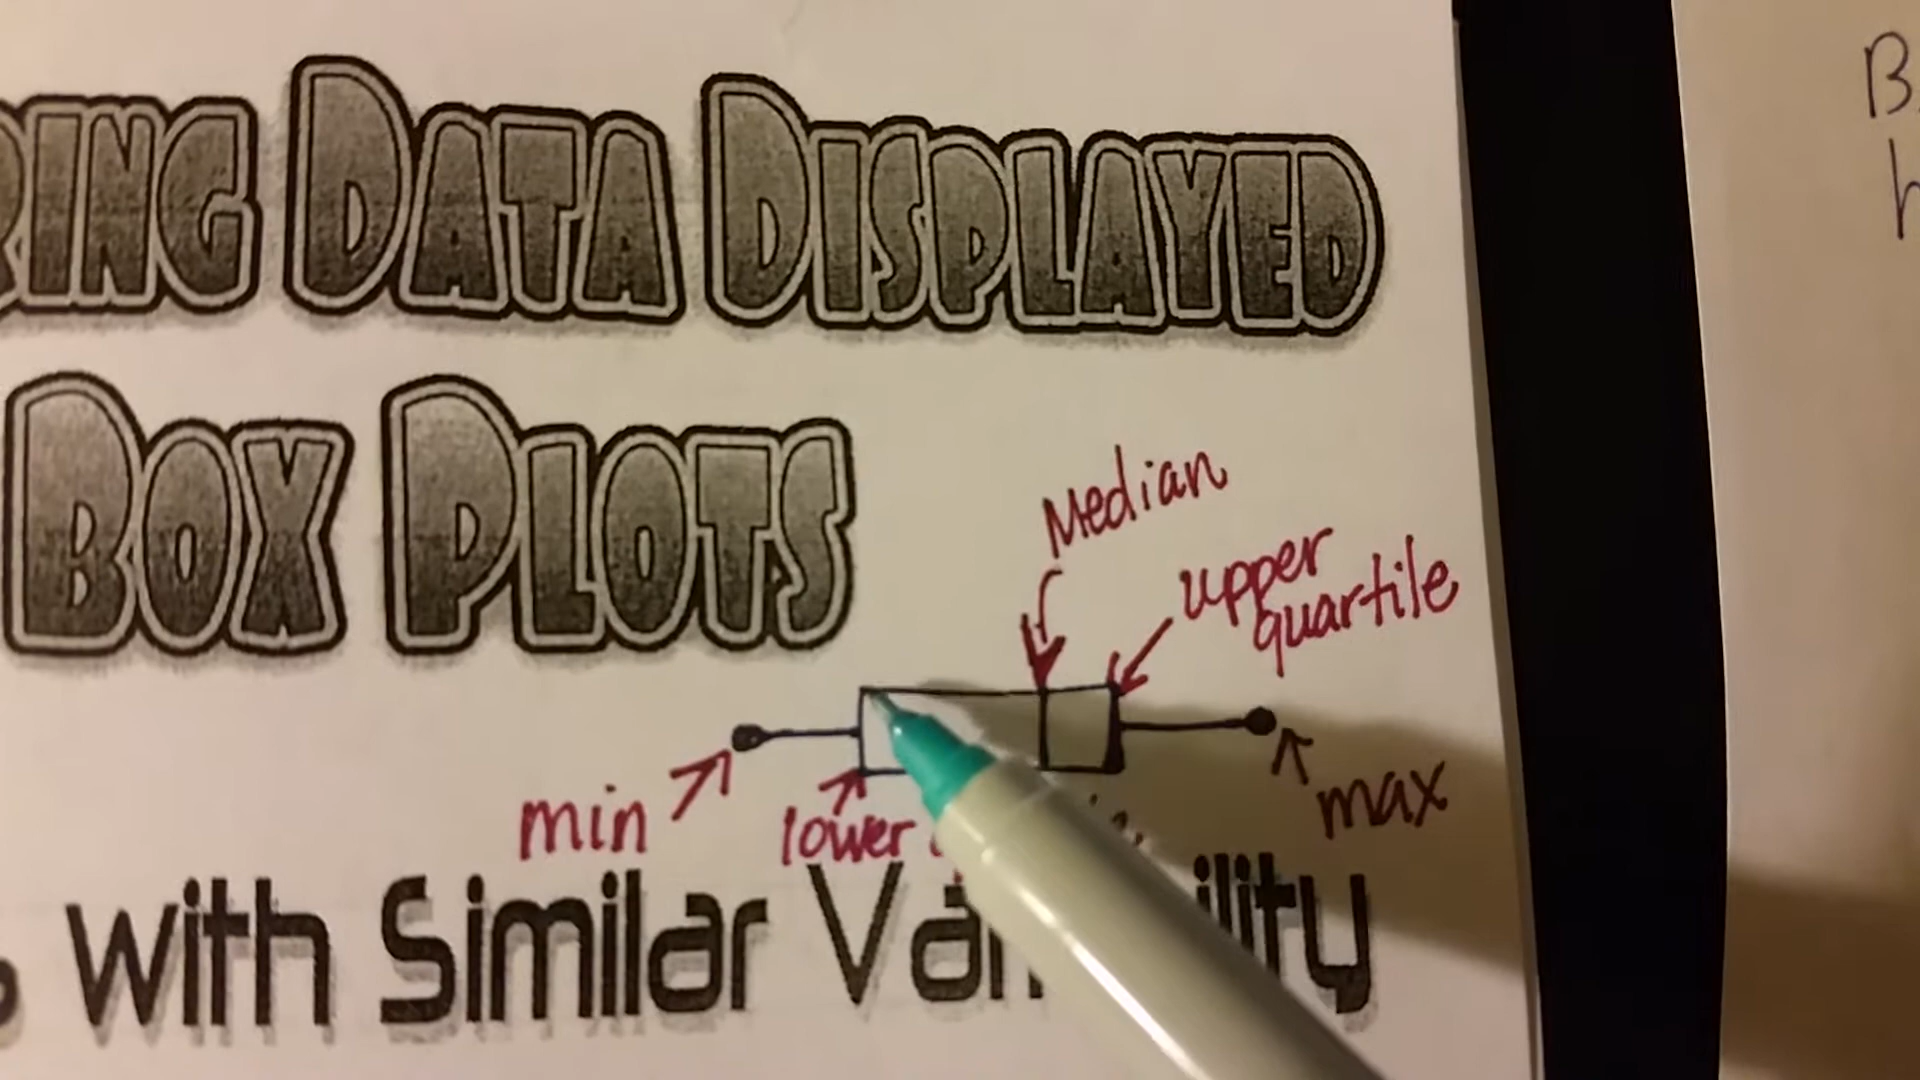 DATA DISPLAYED
BOX PLOTS
Median
upper
quartile
min
lower
max
with Similar
B
h